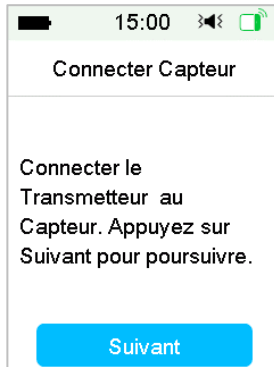 15:00
Connecter Capteur
Connecter le
Transmetteur au
Capteur. Appuyez sur
Suivant pour poursuivre.
Suivant